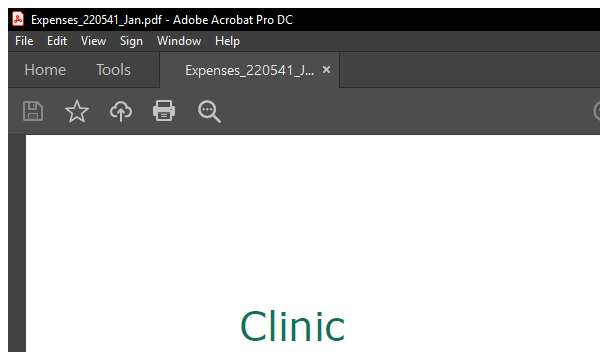 Expenses_220541_Jan.pdf - Adobe Acrobat Pro DC
File Edit View Sign Window Help
Home Tools Expenses_220541_J... ×
Clinic